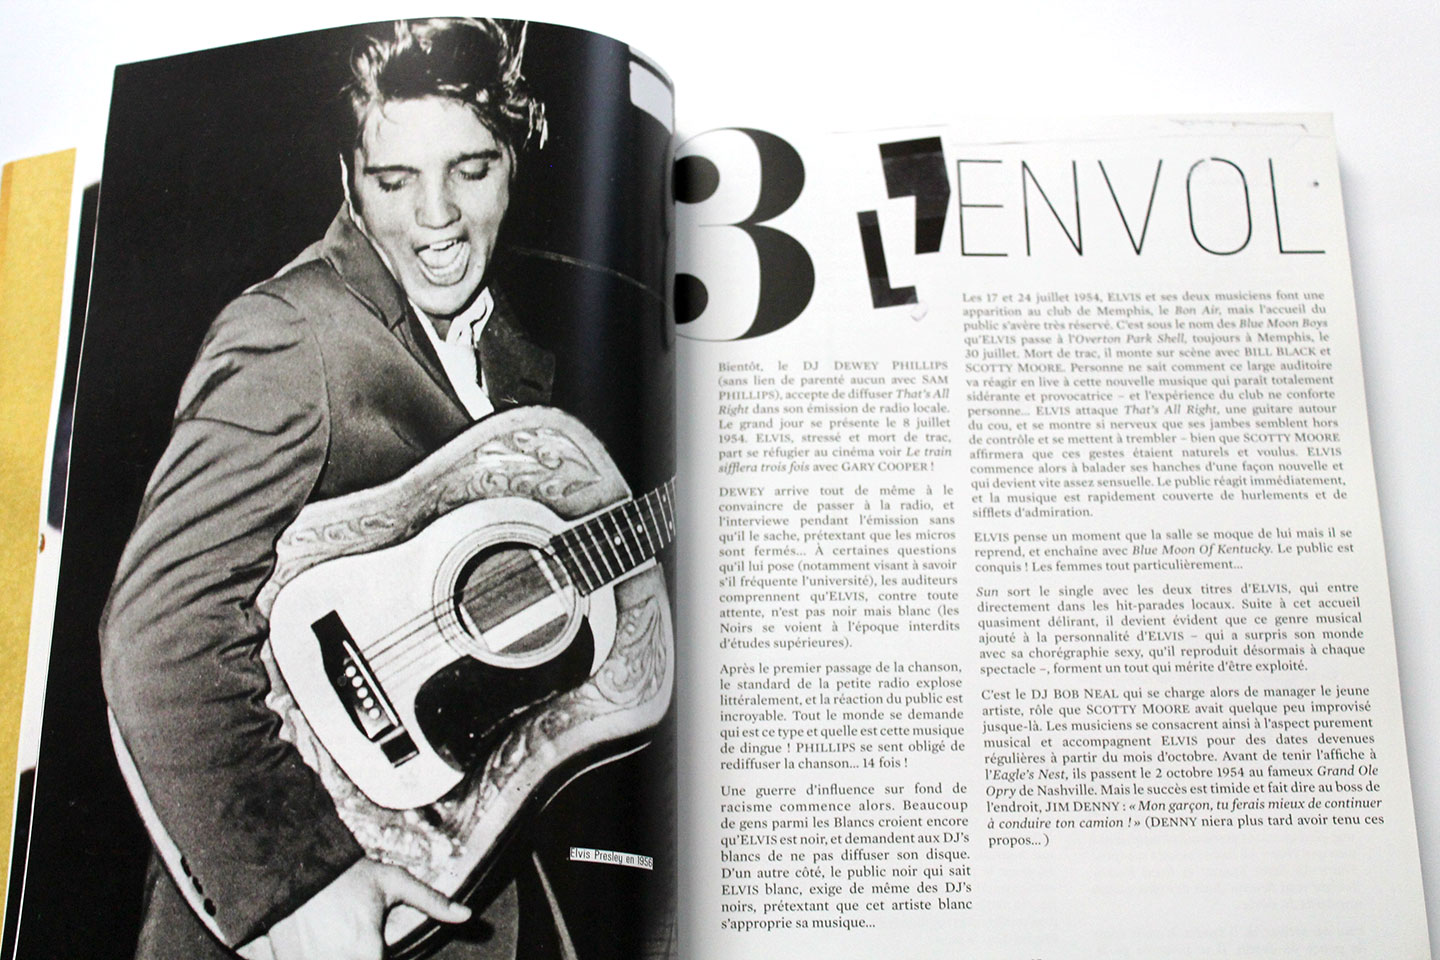 Elvis Presley en 1956
3 L'ENVOL
Bientôt, le DJ DEWEY PHILLIPS
(sans lien de parenté aucun avec SAM
PHILLIPS), accepte de diffuser That's All
Right dans son émission de radio locale.
Le grand jour se présente le 8 juillet
1954. ELVIS, stressé et mort de trac,
part se réfugier au cinéma voir Le train
sifflera trois fois avec GARY COOPER !
DEWEY arrive tout de même à le
convaincre de passer à la radio, et
l'interviewe pendant l'émission sans
qu'il le sache, prétextant que les micros
sont fermés... À certaines questions
qu'il lui pose (notamment visant à savoir
s'il fréquente l'université), les auditeurs
comprennent qu'ELVIS, contre toute
attente, n'est pas noir mais blanc (les
Noirs se voient à l'époque interdits
d'études supérieures).
Après le premier passage de la chanson,
le standard de la petite radio explose
littéralement, et la réaction du public est
incroyable. Tout le monde se demande
qui est ce type et quelle est cette musique
de dingue ! PHILLIPS se sent obligé de
rediffuser la chanson... 14 fois !
Une guerre d'influence sur fond de
racisme commence alors. Beaucoup
de gens parmi les Blancs croient encore
qu'ELVIS est noir, et demandent aux DJ's
blancs de ne pas diffuser son disque.
D'un autre côté, le public noir qui sait
ELVIS blanc, exige de même des DJ's
noirs, prétextant que cet artiste blanc
s'approprie sa musique...
Les 17 et 24 juillet 1954, ELVIS et ses deux musiciens font une
apparition au club de Memphis, le Bon Air, mais l'accueil du
public s'avère très réservé. C'est sous le nom des Blue Moon Boys
qu'ELVIS passe à l'Overton Park Shell, toujours à Memphis, le
30 juillet. Mort de trac, il monte sur scène avec BILL BLACK et
SCOTTY MOORE. Personne ne sait comment ce large auditoire
va réagir en live à cette nouvelle musique qui paraît totalement
sidérante et provocatrice – et l'expérience du club ne conforte
personne... ELVIS attaque That's All Right, une guitare autour
du cou, et se montre si nerveux que ses jambes semblent hors
de contrôle et se mettent à trembler – bien que SCOTTY MOORE
affirmera que ces gestes étaient naturels et voulus. ELVIS
commence alors à balader ses hanches d'une façon nouvelle et
qui devient vite assez sensuelle. Le public réagit immédiatement,
et la musique est rapidement couverte de hurlements et de
sifflets d'admiration.
ELVIS pense un moment que la salle se moque de lui mais il se
reprend, et enchaîne avec Blue Moon Of Kentucky. Le public est
conquis ! Les femmes tout particulièrement...
Sun sort le single avec les deux titres d'ELVIS, qui entre
directement dans les hit-parades locaux. Suite à cet accueil
quasiment délirant, il devient évident que ce genre musical
ajouté à la personnalité d'ELVIS – qui a surpris son monde
avec sa chorégraphie sexy, qu'il reproduit désormais à chaque
spectacle –, forment un tout qui mérite d'être exploité.
C'est le DJ BOB NEAL qui se charge alors de manager le jeune
artiste, rôle que SCOTTY MOORE avait quelque peu improvisé
jusque-là. Les musiciens se consacrent ainsi à l'aspect purement
musical et accompagnent ELVIS pour des dates devenues
régulières à partir du mois d'octobre. Avant de tenir l'affiche à
l'Eagle's Nest, ils passent le 2 octobre 1954 au fameux Grand Ole
Opry de Nashville. Mais le succès est timide et fait dire au boss de
l'endroit, JIM DENNY : « Mon garçon, tu ferais mieux de continuer
à conduire ton camion ! » (DENNY niera plus tard avoir tenu ces
propos... )